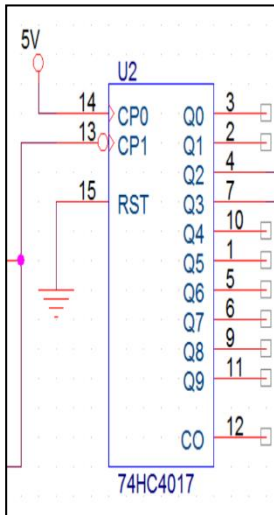 5V
U2
14 CP0 Q0 3
13 CP1 Q1 2
Q2 4
15 RST Q3 7
Q4 10
Q5 1
Q6 5
Q7 6
Q8 9
Q9 11
CO 12
74HC4017